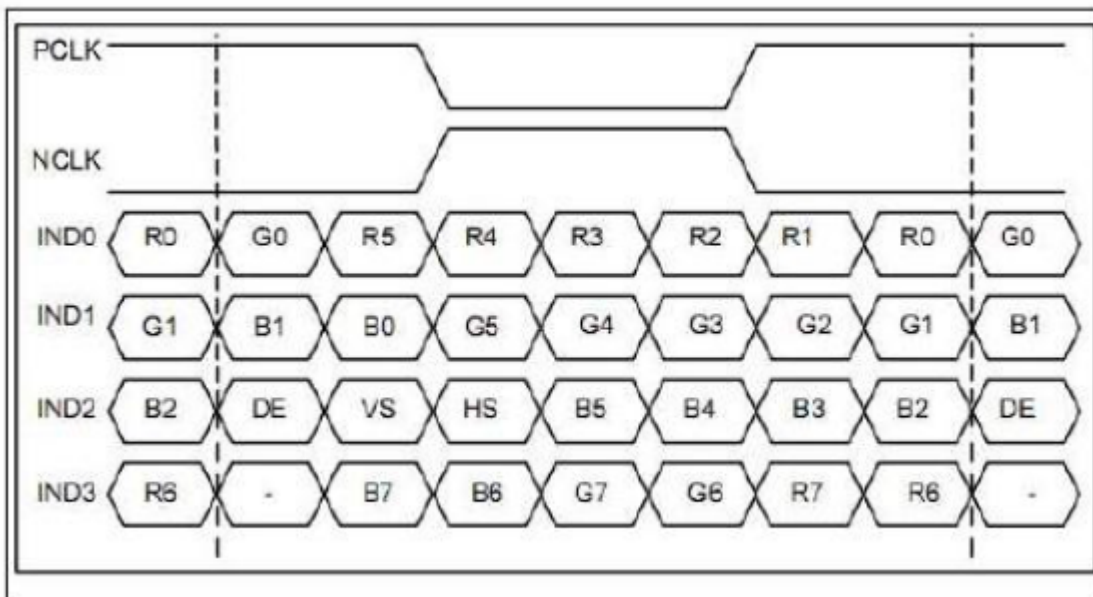 PCLK
NCLK
IND0 R0 G0 R5 R4 R3 R2 R1 R0 G0
IND1 G1 B1 B0 G5 G4 G3 G2 G1 B1
IND2 B2 DE VS HS B5 B4 B3 B2 DE
IND3 R6 - B7 B6 G7 G6 R7 R6 -